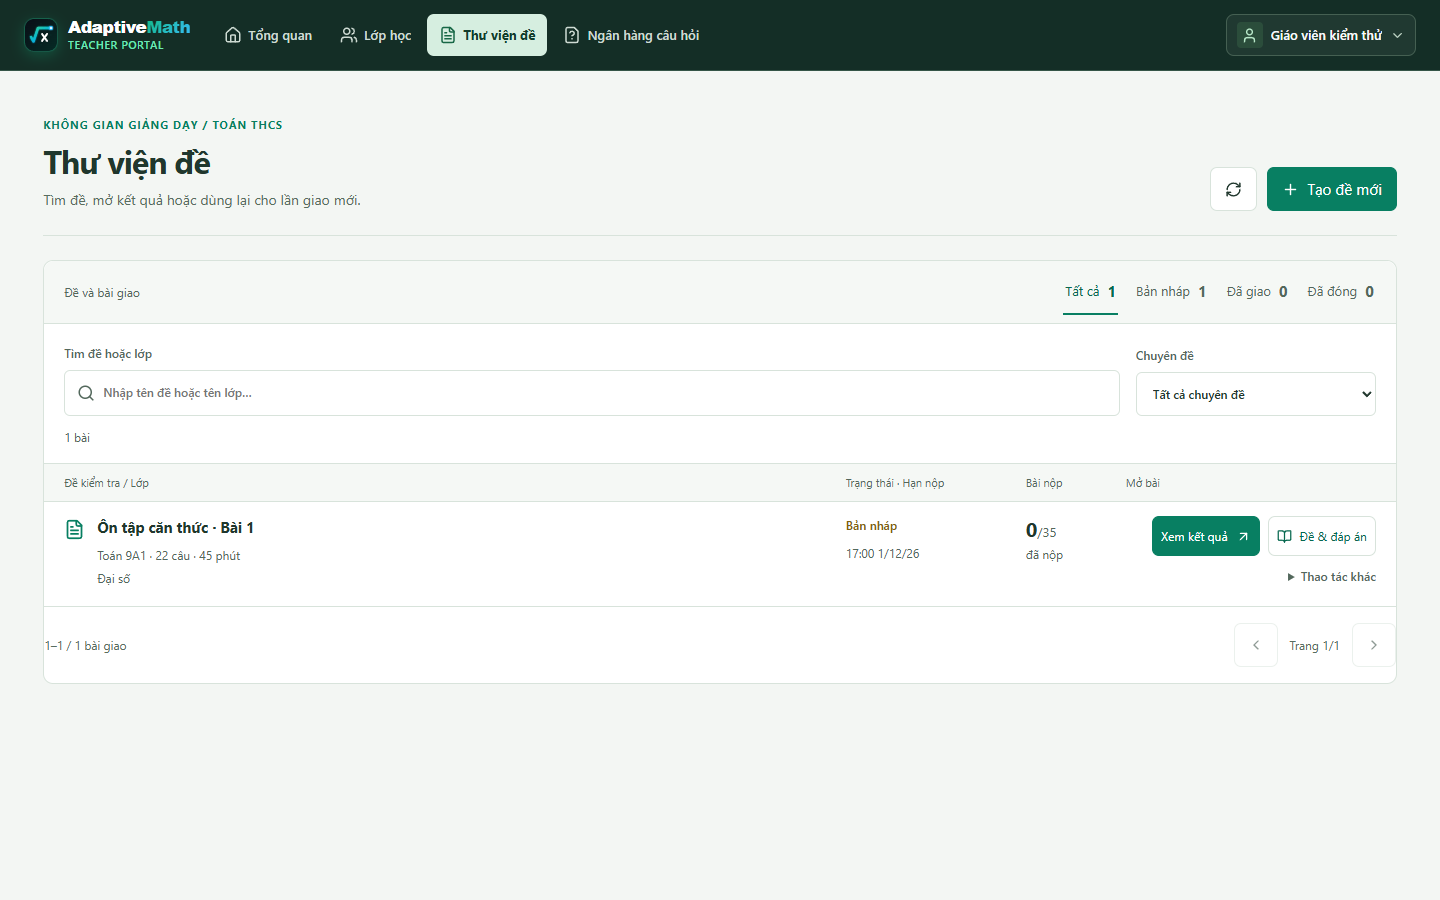 AdaptiveMath
TEACHER PORTAL
Tổng quan
Lớp học
Thư viện đề
Ngân hàng câu hỏi
Giáo viên kiểm thử
KHÔNG GIAN GIẢNG DẠY / TOÁN THCS
Thư viện đề
Tìm đề, mở kết quả hoặc dùng lại cho lần giao mới.
Tạo đề mới
Đề và bài giao
Tất cả 1
Bản nháp 1
Đã giao 0
Đã đóng 0
Tìm đề hoặc lớp
Chuyên đề
Nhập tên đề hoặc tên lớp...
Tất cả chuyên đề
1 bài
Đề kiểm tra / Lớp
Trạng thái · Hạn nộp
Bài nộp
Mở bài
Ôn tập căn thức · Bài 1
Toán 9A1 · 22 câu · 45 phút
Đại số
Bản nháp
17:00 1/12/26
0/35
đã nộp
Xem kết quả
Đề & đáp án
Thao tác khác
1–1 / 1 bài giao
Trang 1/1